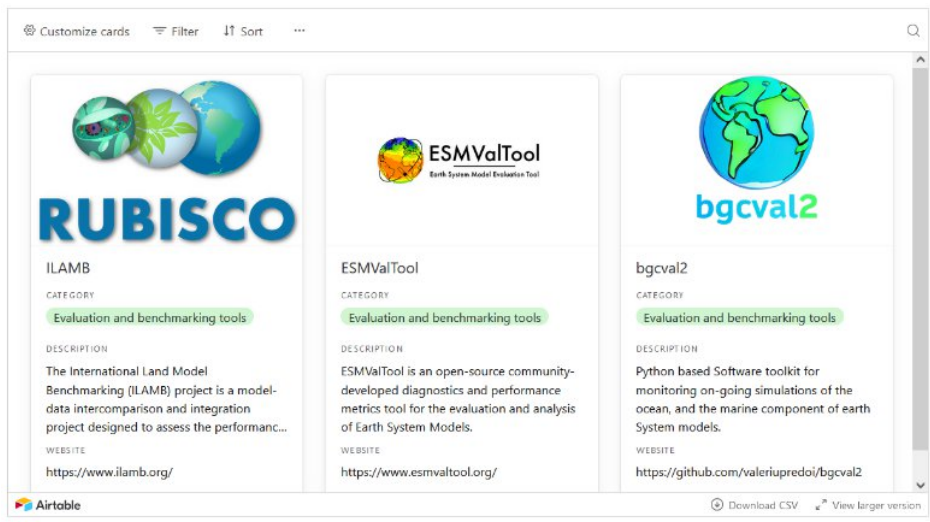 Customize cards
Filter
Sort
...
RUBISCO
ESMValTool
Earth System Model Evaluation Tool
bgcval2
ILAMB
CATEGORY
Evaluation and benchmarking tools
DESCRIPTION
The International Land Model
Benchmarking (ILAMB) project is a model-
data intercomparison and integration
project designed to assess the performanc...
WEBSITE
https://www.ilamb.org/
ESMValTool
CATEGORY
Evaluation and benchmarking tools
DESCRIPTION
ESMValTool is an open-source community-
developed diagnostics and performance
metrics tool for the evaluation and analysis
of Earth System Models.
WEBSITE
https://www.esmvaltool.org/
bgcval2
CATEGORY
Evaluation and benchmarking tools
DESCRIPTION
Python based Software toolkit for
monitoring on-going simulations of the
ocean, and the marine component of earth
System models.
WEBSITE
https://github.com/valeriupredoi/bgcval2
Airtable
Download CSV
View larger version